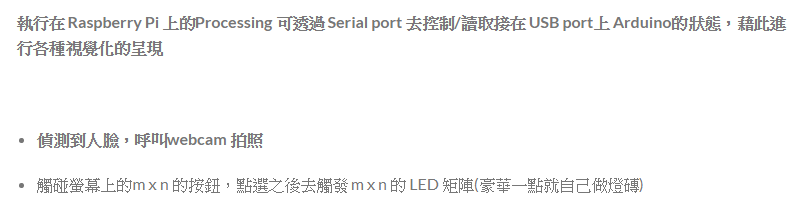 執行在 Raspberry Pi 上的Processing 可透過 Serial port 去控制/讀取接在 USB port上 Arduino的狀態，藉此進
行各種視覺化的呈現
• 偵測到人臉，呼叫webcam 拍照
• 觸碰螢幕上的m x n 的按鈕，點選之後去觸發 m x n 的 LED 矩陣(豪華一點就自己做燈磚)